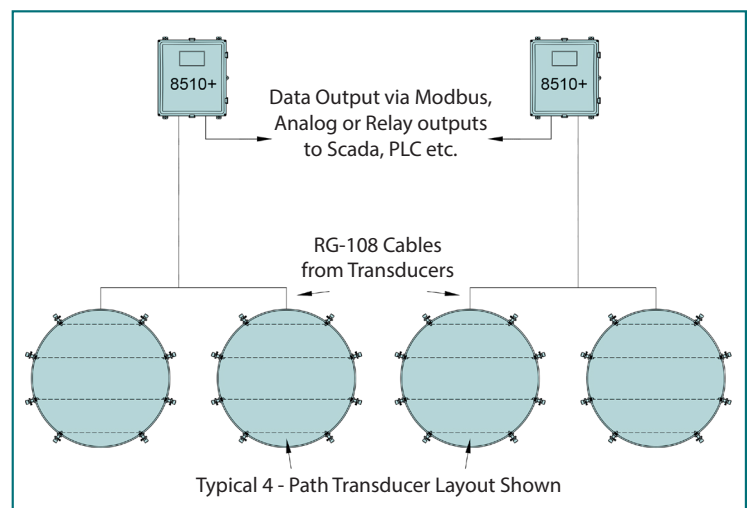 8510+
8510+
Data Output via Modbus,
Analog or Relay outputs
to Scada, PLC etc.
RG-108 Cables
from Transducers
Typical 4 - Path Transducer Layout Shown